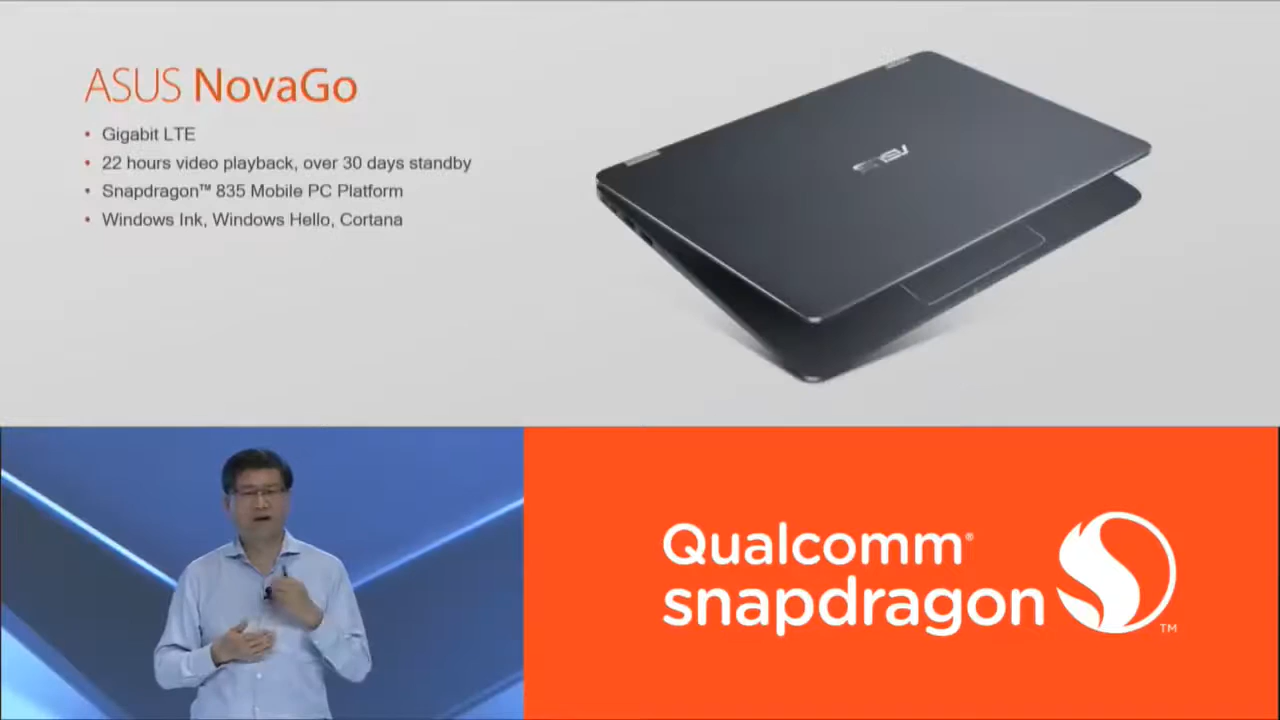 ASUS NovaGo
• Gigabit LTE
• 22 hours video playback, over 30 days standby
• Snapdragon™ 835 Mobile PC Platform
• Windows Ink, Windows Hello, Cortana
ASUS
Qualcomm®
snapdragon™